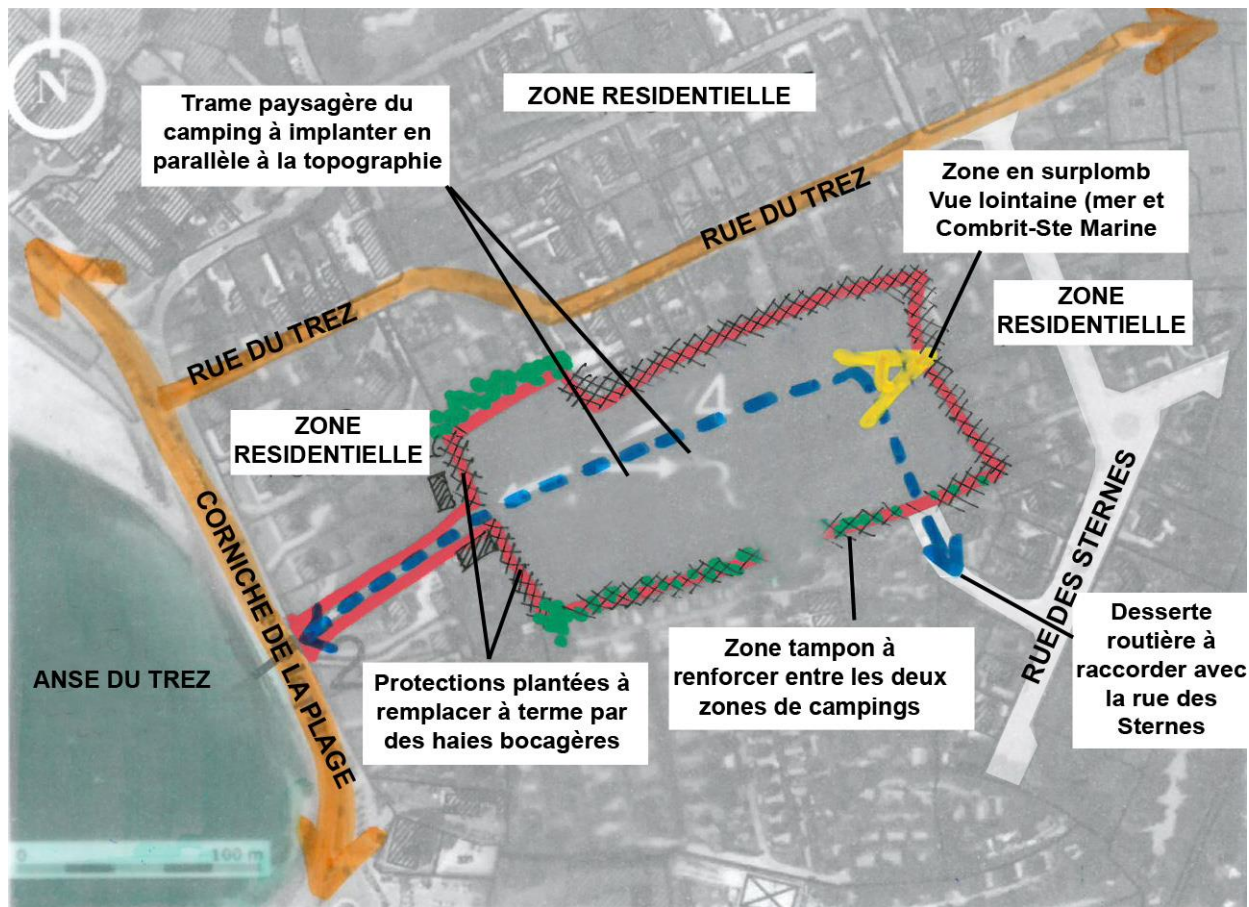 N
ZONE RESIDENTIELLE
Trame paysagère du
camping à implanter en
parallèle à la topographie
Zone en surplomb
Vue lointaine (mer et
Combrit-Ste Marine
RUE DU TREZ
ZONE
RESIDENTIELLE
RUE DU TREZ
4
ZONE
RESIDENTIELLE
CORNICHE DE LA PLAGE
RUE DES STERNES
ANSE DU TREZ
Protections plantées à
remplacer à terme par
des haies bocagères
Zone tampon à
renforcer entre les deux
zones de campings
Desserte
routière à
raccorder avec
la rue des
Sternes
0
100 m